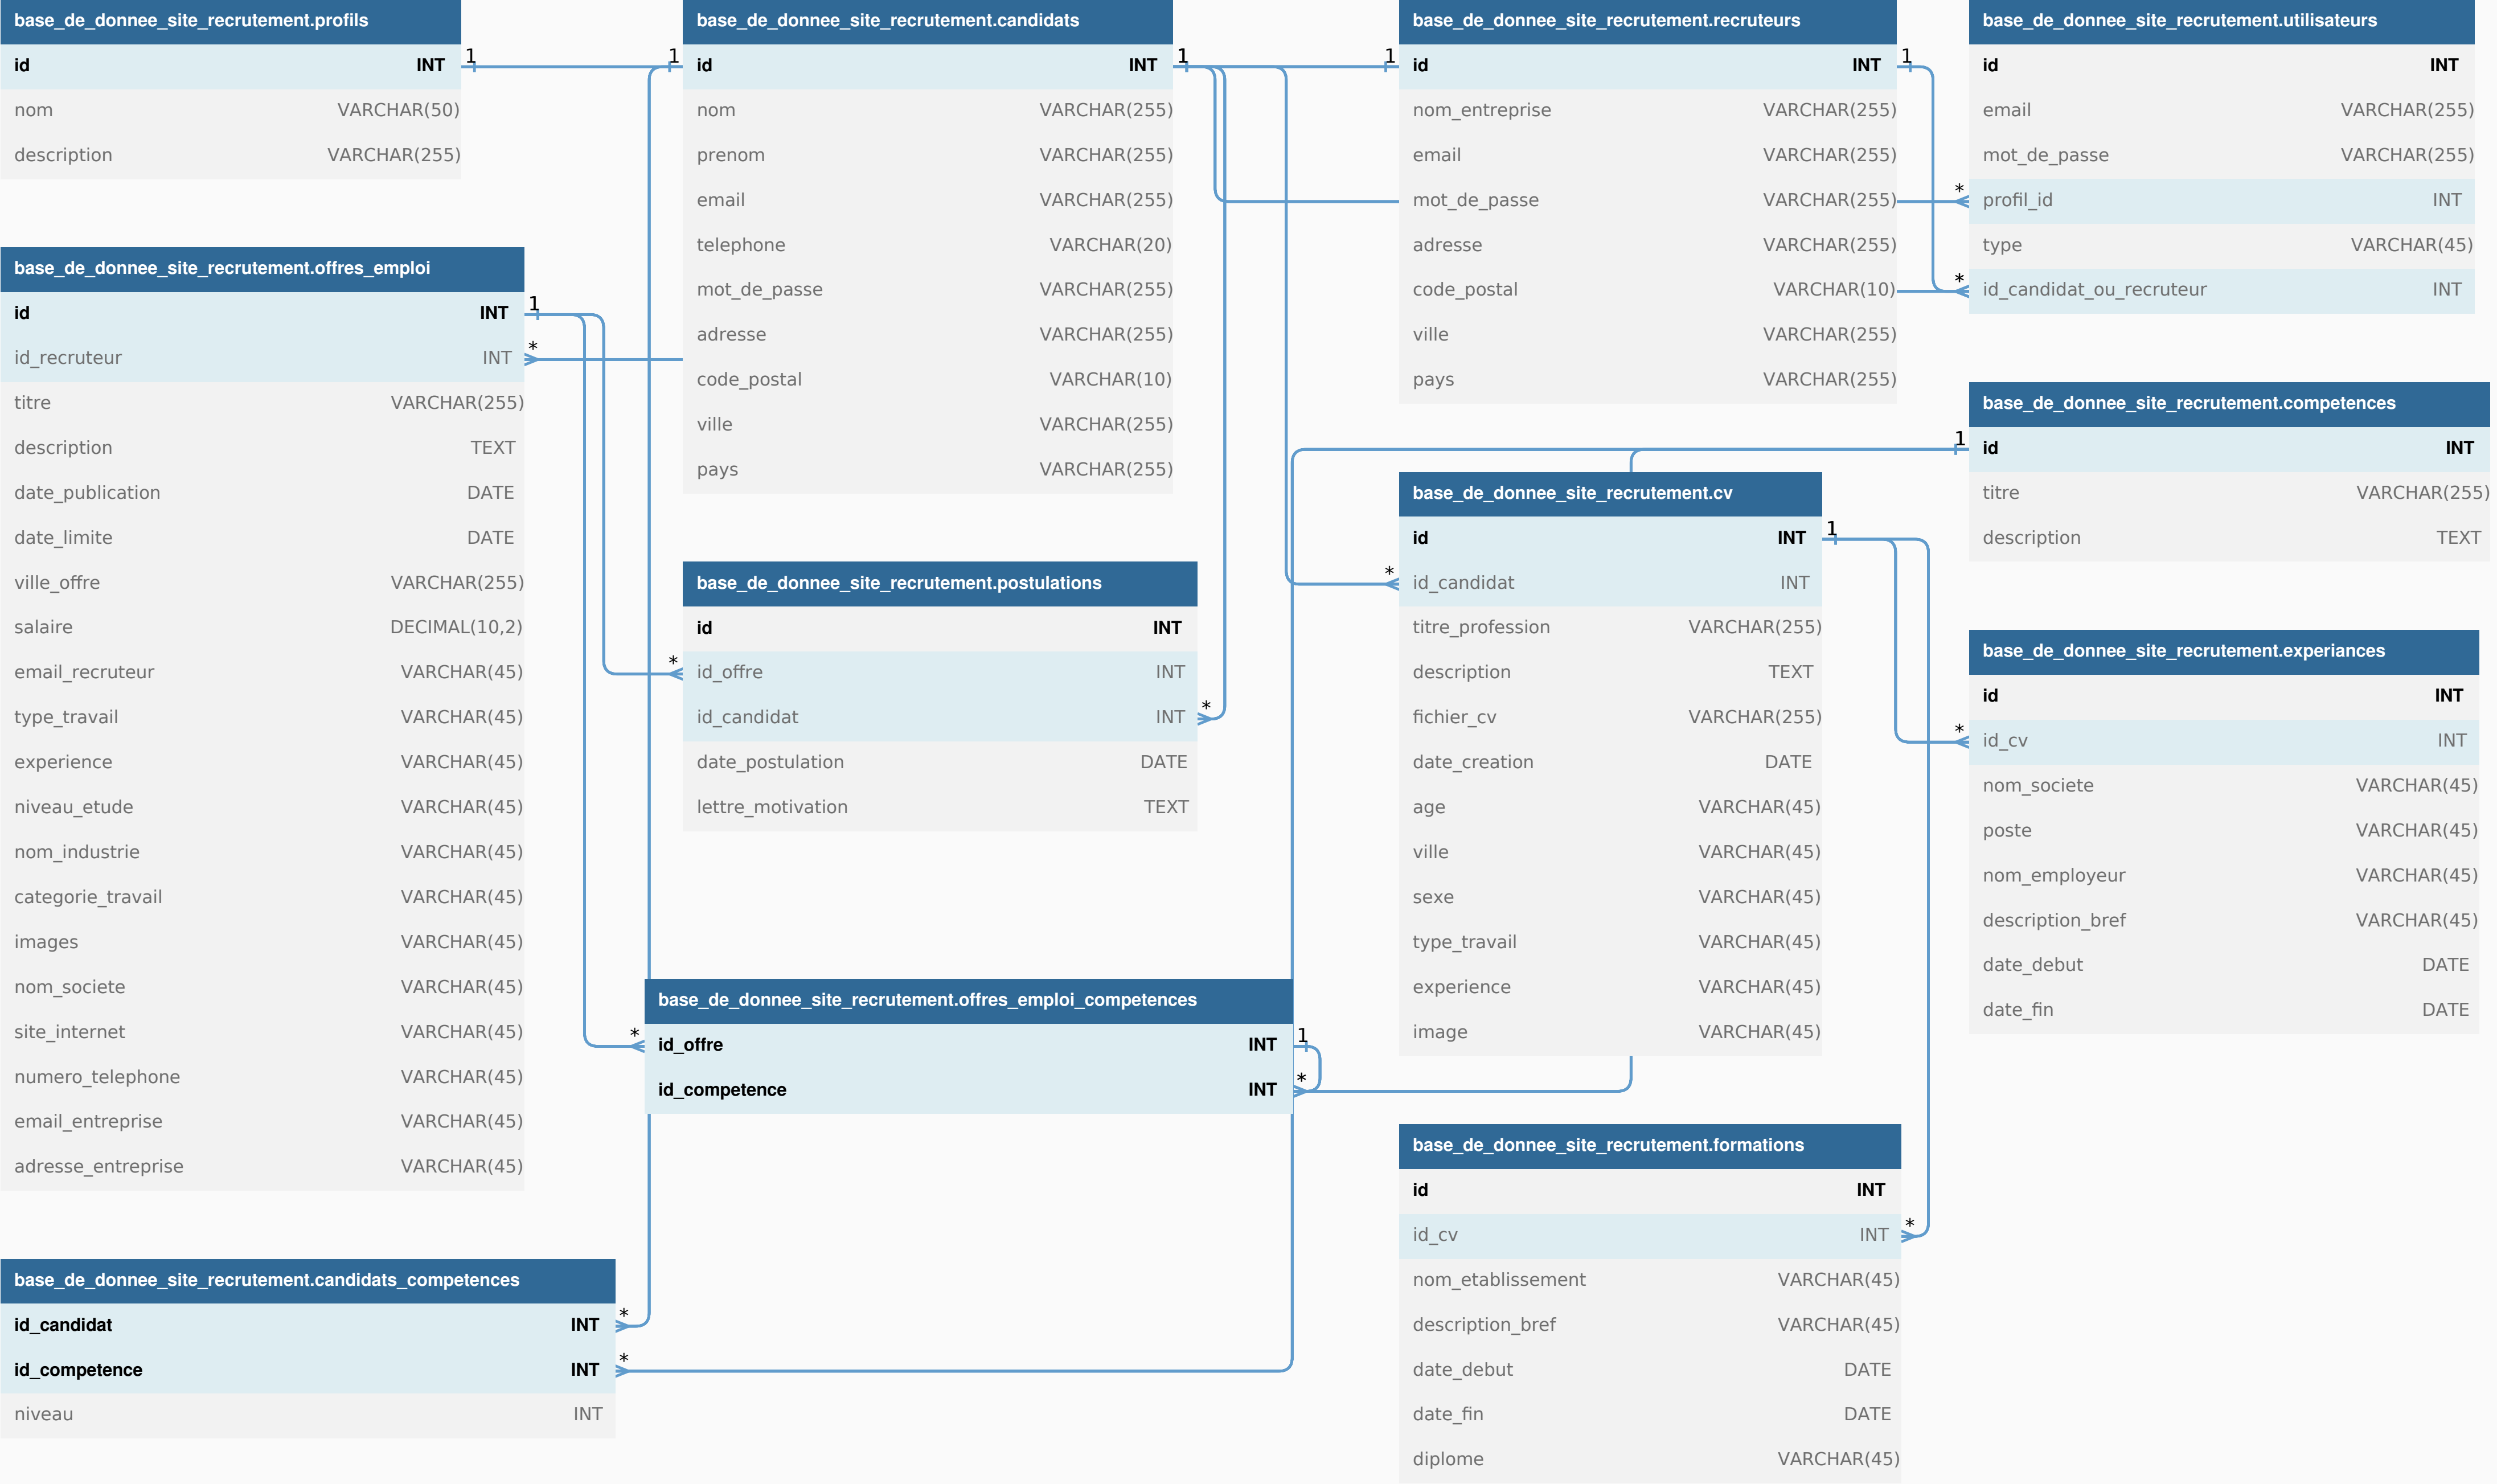 base_de_donnee_site_recrutement.profils
id INT
nom VARCHAR(50)
description VARCHAR(255)
1
base_de_donnee_site_recrutement.candidats
1
id INT
1
nom VARCHAR(255)
prenom VARCHAR(255)
email VARCHAR(255)
telephone VARCHAR(20)
mot_de_passe VARCHAR(255)
adresse VARCHAR(255)
code_postal VARCHAR(10)
ville VARCHAR(255)
pays VARCHAR(255)
base_de_donnee_site_recrutement.recruteurs
1
id INT
1
nom_entreprise VARCHAR(255)
email VARCHAR(255)
mot_de_passe VARCHAR(255)
adresse VARCHAR(255)
code_postal VARCHAR(10)
ville VARCHAR(255)
pays VARCHAR(255)
base_de_donnee_site_recrutement.utilisateurs
id INT
email VARCHAR(255)
mot_de_passe VARCHAR(255)
*
profil_id INT
type VARCHAR(45)
*
id_candidat_ou_recruteur INT
base_de_donnee_site_recrutement.offres_emploi
id INT
1
id_recruteur INT
*
titre VARCHAR(255)
description TEXT
date_publication DATE
date_limite DATE
ville_offre VARCHAR(255)
salaire DECIMAL(10,2)
email_recruteur VARCHAR(45)
type_travail VARCHAR(45)
experience VARCHAR(45)
niveau_etude VARCHAR(45)
nom_industrie VARCHAR(45)
categorie_travail VARCHAR(45)
images VARCHAR(45)
nom_societe VARCHAR(45)
site_internet VARCHAR(45)
numero_telephone VARCHAR(45)
email_entreprise VARCHAR(45)
adresse_entreprise VARCHAR(45)
base_de_donnee_site_recrutement.postulations
id INT
*
id_offre INT
id_candidat INT
*
date_postulation DATE
lettre_motivation TEXT
base_de_donnee_site_recrutement.cv
id INT
1
*
id_candidat INT
titre_profession VARCHAR(255)
description TEXT
fichier_cv VARCHAR(255)
date_creation DATE
age VARCHAR(45)
ville VARCHAR(45)
sexe VARCHAR(45)
type_travail VARCHAR(45)
experience VARCHAR(45)
image VARCHAR(45)
base_de_donnee_site_recrutement.competences
1
id INT
titre VARCHAR(255)
description TEXT
base_de_donnee_site_recrutement.experiances
id INT
*
id_cv INT
nom_societe VARCHAR(45)
poste VARCHAR(45)
nom_employeur VARCHAR(45)
description_bref VARCHAR(45)
date_debut DATE
date_fin DATE
base_de_donnee_site_recrutement.offres_emploi_competences
*
id_offre INT
1
id_competence INT
*
base_de_donnee_site_recrutement.formations
id INT
id_cv INT
*
nom_etablissement VARCHAR(45)
description_bref VARCHAR(45)
date_debut DATE
date_fin DATE
diplome VARCHAR(45)
base_de_donnee_site_recrutement.candidats_competences
id_candidat INT
*
id_competence INT
*
niveau INT